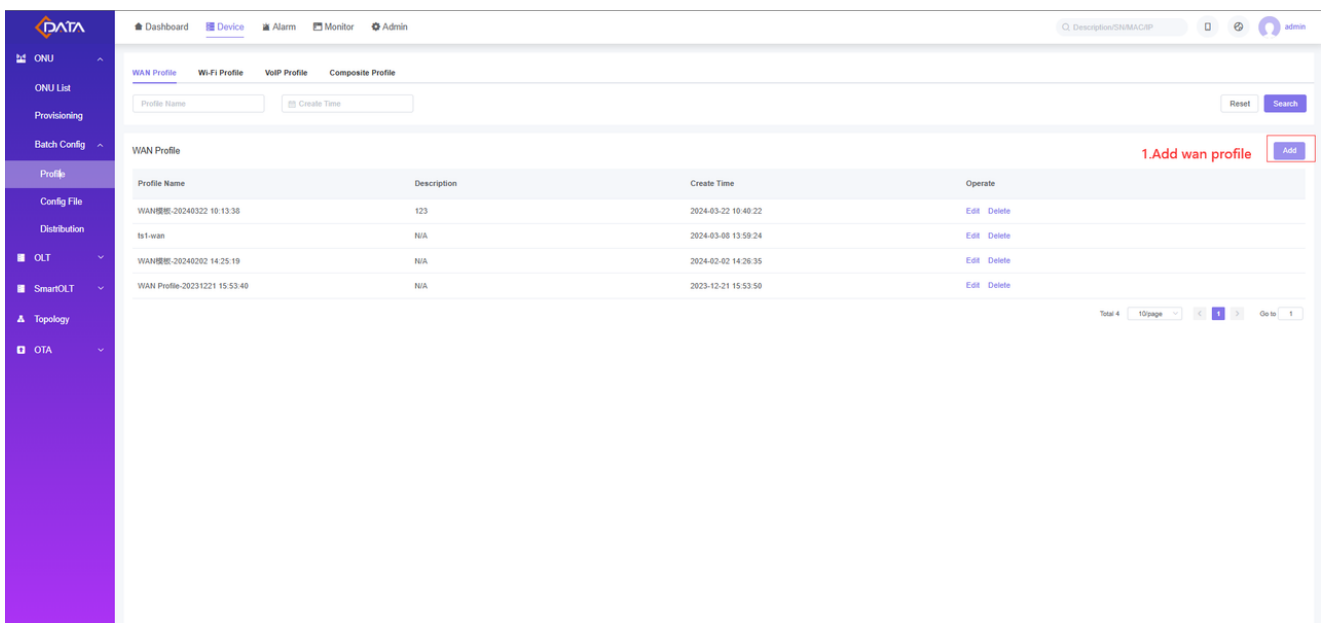 DATA
Dashboard Device Alarm Monitor Admin
Description/SN/MAC/IP
admin
ONU
ONU List
Provisioning
Batch Config
Profile
Config File
Distribution
OLT
SmartOLT
Topology
OTA
WAN Profile Wi-Fi Profile VoIP Profile Composite Profile
Profile Name Create Time Reset Search
WAN Profile 1.Add wan profile Add
Profile Name Description Create Time Operate
WAN模板-20240322 10:13:38 123 2024-03-22 10:40:22 Edit Delete
ts1-wan N/A 2024-03-08 13:59:24 Edit Delete
WAN模板-20240202 14:25:19 N/A 2024-02-02 14:26:35 Edit Delete
WAN Profile-20231221 15:53:40 N/A 2023-12-21 15:53:50 Edit Delete
Total 4 10/page < 1 > Go to 1